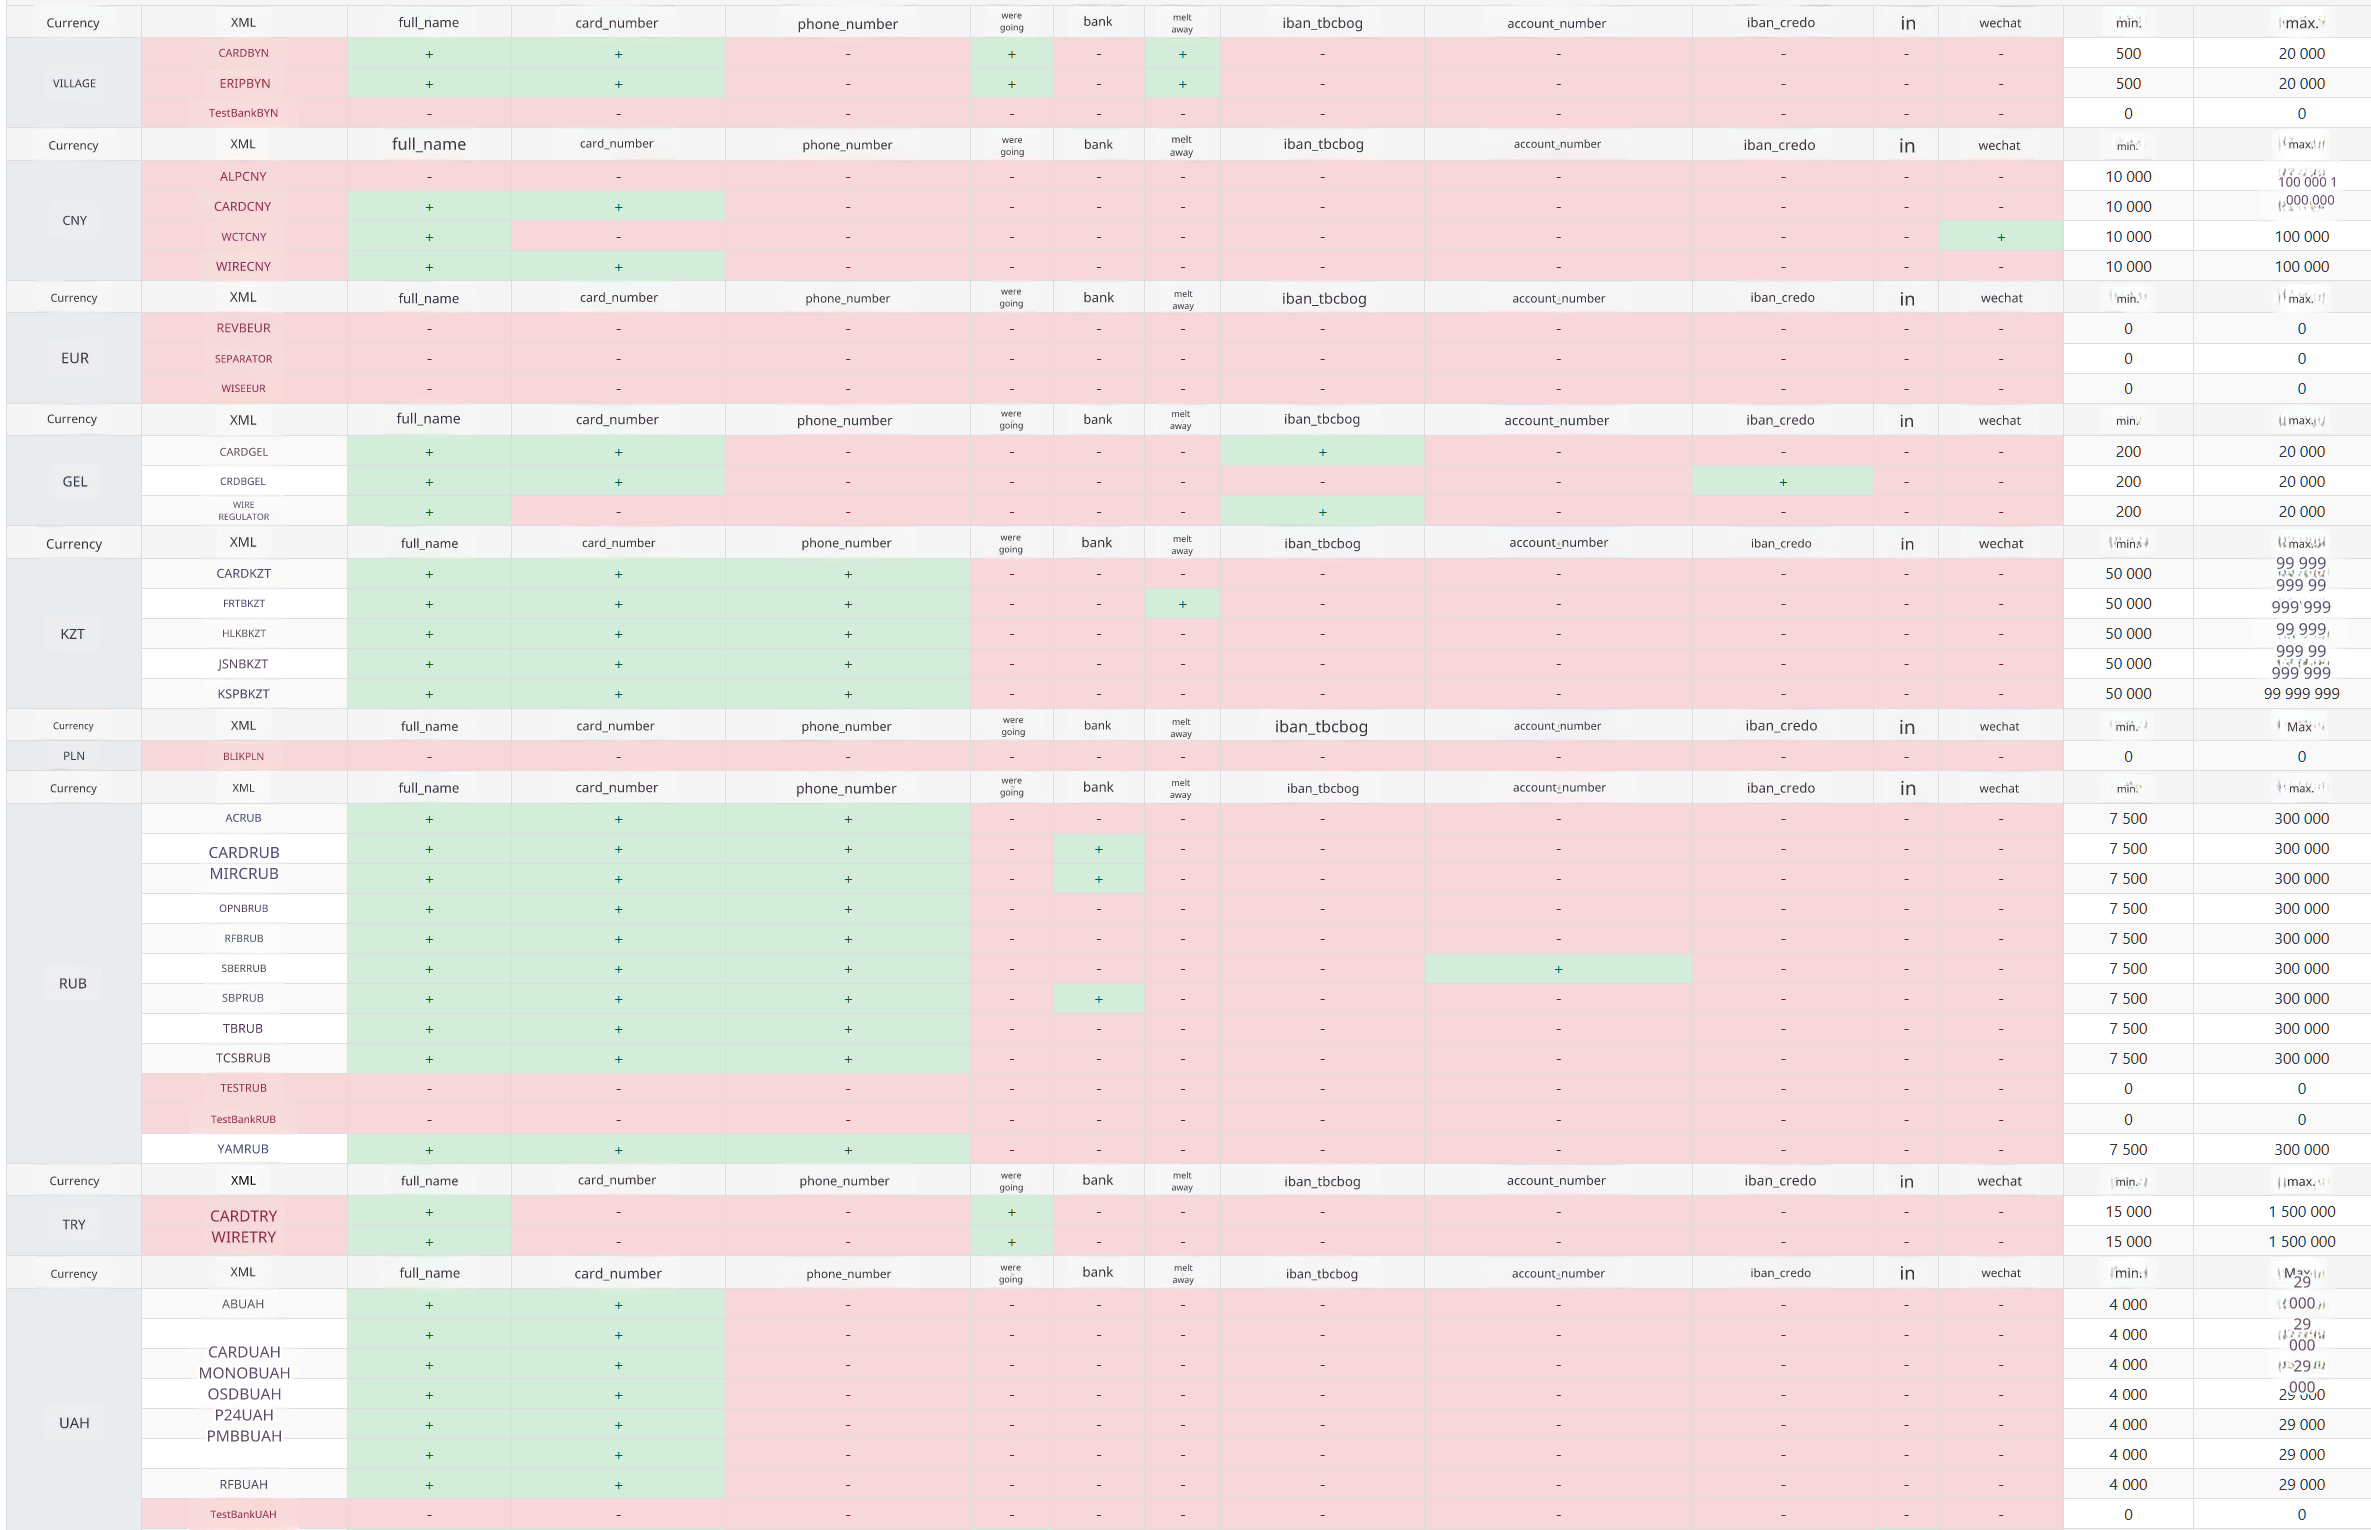 Currency XML full_name card_number phone_number were going bank melt away iban_tbcbog account_number iban_credo in wechat min. max.
VILLAGE
CARDBYN + + - + - + - - - - - 500 20 000
ERIPBYN + + - + - + - - - - - 500 20 000
TestBankBYN - - - - - - - - - - - 0 0
Currency XML full_name card_number phone_number were going bank melt away iban_tbcbog account_number iban_credo in wechat min. max.
CNY
ALPCNY - - - - - - - - - - - 10 000 100 000 1
CARDCNY + + - - - - - - - - - 10 000 000 000
WCTCNY + - - - - - - - - - + 10 000 100 000
WIRECNY + + - - - - - - - - - 10 000 100 000
Currency XML full_name card_number phone_number were going bank melt away iban_tbcbog account_number iban_credo in wechat min. max.
EUR
REVBEUR - - - - - - - - - - - 0 0
SEPARATOR - - - - - - - - - - - 0 0
WISEEUR - - - - - - - - - - - 0 0
Currency XML full_name card_number phone_number were going bank melt away iban_tbcbog account_number iban_credo in wechat min. max.
GEL
CARDGEL + + - - - - + - - - - 200 20 000
CRDBGEL + + - - - - - - + - - 200 20 000
WIRE REGULATOR + - - - - - + - - - - 200 20 000
Currency XML full_name card_number phone_number were going bank melt away iban_tbcbog account_number iban_credo in wechat min. max.
KZT
CARDKZT + + + - - - - - - - - 50 000 99 999
999 99
FRTBKZT + + + - - + - - - - - 50 000 999 999
HLKBKZT + + + - - - - - - - - 50 000 99 999
999 99
JSNBKZT + + + - - - - - - - - 50 000 999 999
KSPBKZT + + + - - - - - - - - 50 000 99 999 999
Currency XML full_name card_number phone_number were going bank melt away iban_tbcbog account_number iban_credo in wechat min. Max
PLN BLIKPLN - - - - - - - - - - - 0 0
Currency XML full_name card_number phone_number were going bank melt away iban_tbcbog account_number iban_credo in wechat min. max.
RUB
ACRUB + + + - - - - - - - - 7 500 300 000
CARDRUB + + + - + - - - - - - 7 500 300 000
MIRCRUB + + + - + - - - - - - 7 500 300 000
OPNBRUB + + + - - - - - - - - 7 500 300 000
RFBRUB + + + - - - - - - - - 7 500 300 000
SBERRUB + + + - - - - + - - - 7 500 300 000
SBPRUB + + + - + - - - - - - 7 500 300 000
TBRUB + + + - - - - - - - - 7 500 300 000
TCSBRUB + + + - - - - - - - - 7 500 300 000
TESTRUB - - - - - - - - - - - 0 0
TestBankRUB - - - - - - - - - - - 0 0
YAMRUB + + + - - - - - - - - 7 500 300 000
Currency XML full_name card_number phone_number were going bank melt away iban_tbcbog account_number iban_credo in wechat min. max.
TRY
CARDTRY + - - + - - - - - - - 15 000 1 500 000
WIRETRY + - - + - - - - - - - 15 000 1 500 000
Currency XML full_name card_number phone_number were going bank melt away iban_tbcbog account_number iban_credo in wechat min. Max
UAH
29
ABUAH + + - - - - - - - - - 4 000 000
29
+ + - - - - - - - - - 4 000 000
CARDUAH
MONOBUAH + + - - - - - - - - - 4 000 29
000
OSDBUAH + + - - - - - - - - - 4 000 29 000
P24UAH + + - - - - - - - - - 4 000 29 000
PMBBUAH
+ + - - - - - - - - - 4 000 29 000
RFBUAH + + - - - - - - - - - 4 000 29 000
TestBankUAH - - - - - - - - - - - 0 0